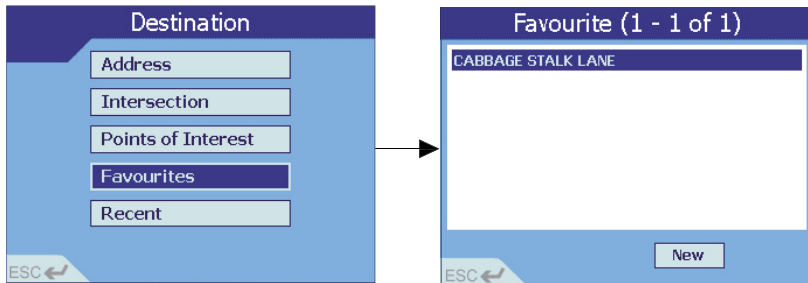 Destination
Address
Intersection
Points of Interest
Favourites
Recent
ESC
Favourite (1 - 1 of 1)
CABBAGE STALK LANE
New
ESC